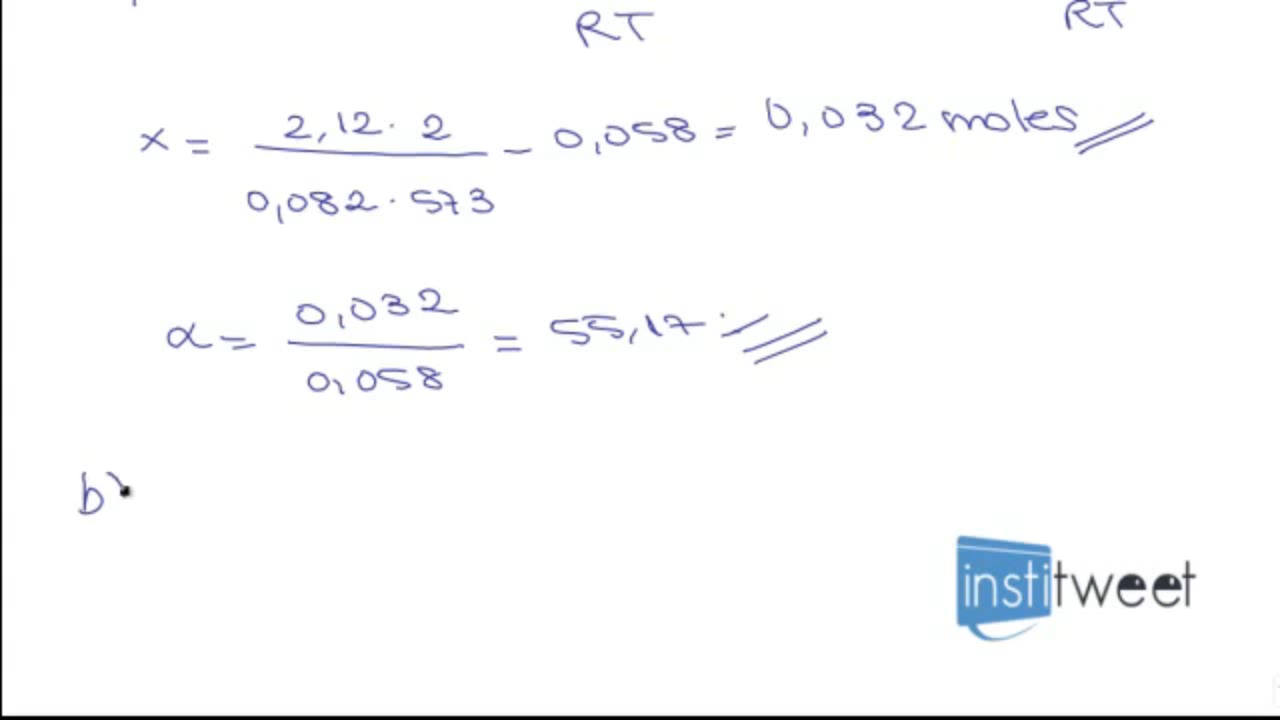 RT RT
x = 2,12 · 2 / 0,082 · 573 - 0,058 = 0,032 moles
α = 0,032 / 0,058 = 55,17 %
b)
institweet